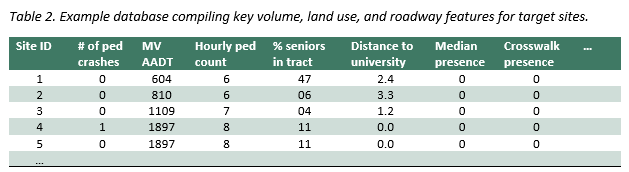 Table 2. Example database compiling key volume, land use, and roadway features for target sites.
Site ID # of ped crashes MV AADT Hourly ped count % seniors in tract Distance to university Median presence Crosswalk presence ...
1 0 604 6 47 2.4 0 0
2 0 810 6 06 3.3 0 0
3 0 1109 7 04 1.2 0 0
4 1 1897 8 11 0.0 0 0
5 0 1897 8 11 0.0 0 0
...